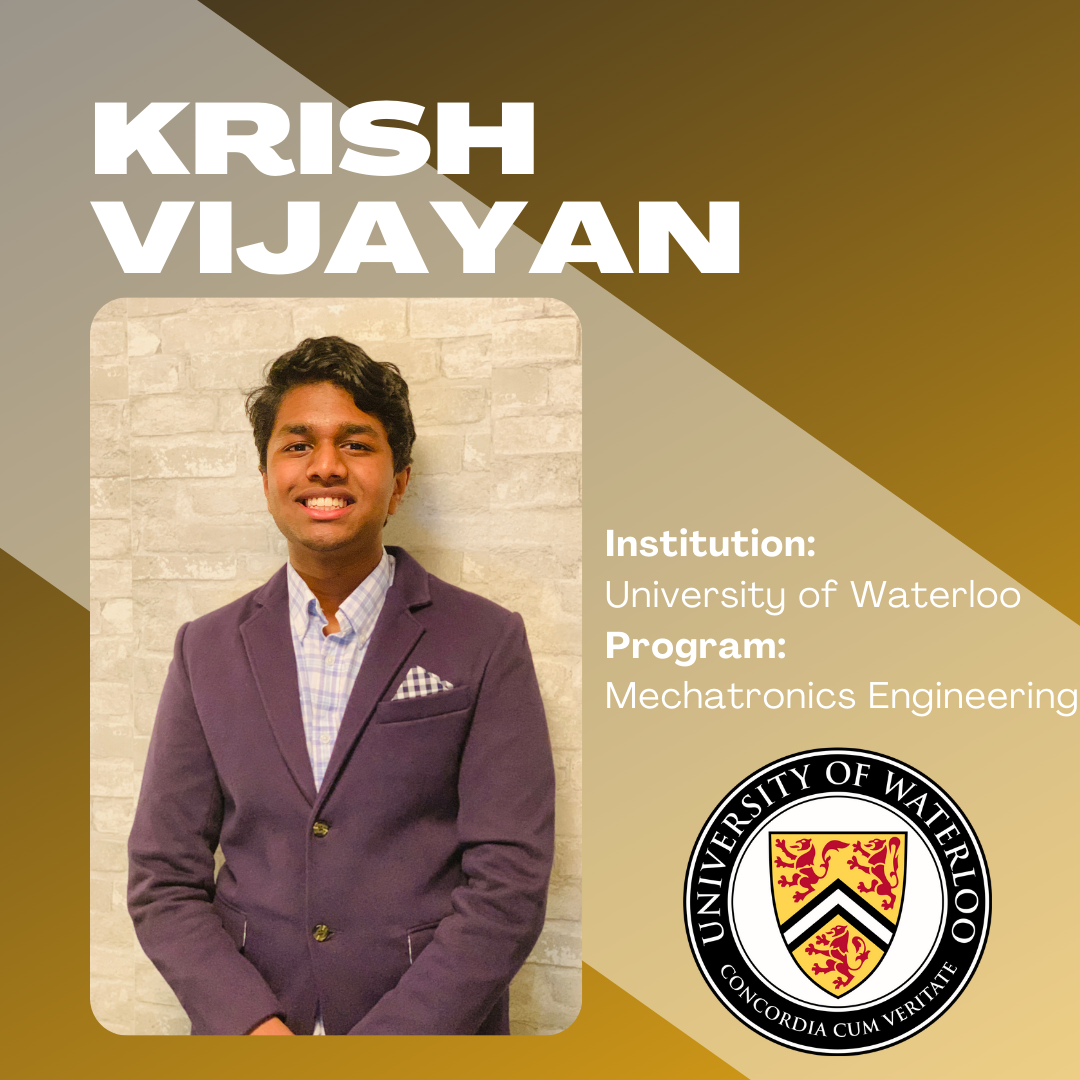 KRISH
VIJAYAN
Institution:
University of Waterloo
Program:
Mechatronics Engineering
UNIVERSITY OF WATERLOO
CONCORDIA CUM VERITATE